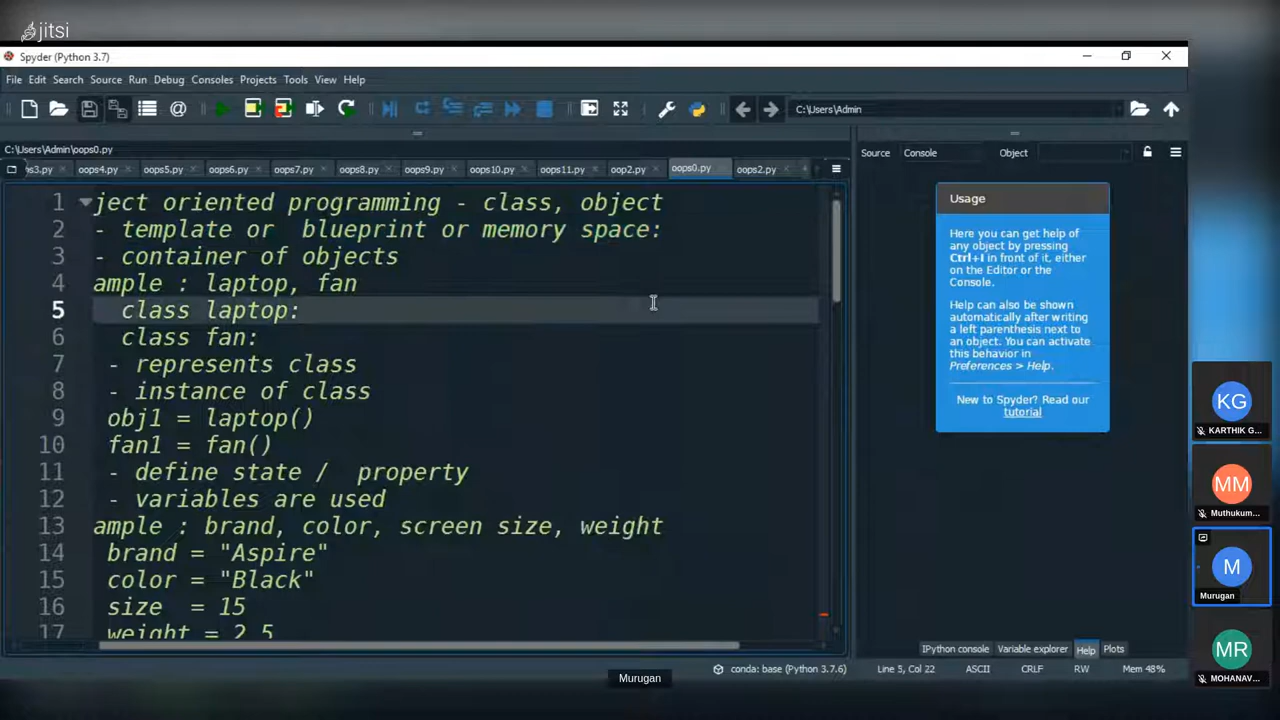 jitsi
Spyder (Python 3.7)
File Edit Search Source Run Debug Consoles Projects Tools View Help
C:\Users\Admin
C:\Users\Admin\oops0.py
s3.py oops4.py oops5.py oops6.py oops7.py oops8.py oops9.py oops10.py oops11.py oop2.py oops0.py oops2.py
Source Console Object
1 ject oriented programming - class, object
2 - template or  blueprint or memory space:
3 - container of objects
4 ample : laptop, fan
5 class laptop:
6 class fan:
7 - represents class
8 - instance of class
9 obj1 = laptop()
10 fan1 = fan()
11 - define state /  property
12 - variables are used
13 ample : brand, color, screen size, weight
14 brand = "Aspire"
15 color = "Black"
16 size  = 15
17 weight = 2.5
Usage
Here you can get help of
any object by pressing
Ctrl+I in front of it, either
on the Editor or the
Console.
Help can also be shown
automatically after writing
a left parenthesis next to
an object. You can activate
this behavior in
Preferences > Help.
New to Spyder? Read our
tutorial
IPython console Variable explorer Help Plots
conda: base (Python 3.7.6) Line 5, Col 22 ASCII CRLF RW Mem 48%
Murugan
KG
KARTHIK G...
MM
Muthukum...
M
Murugan
MR
MOHANAV...